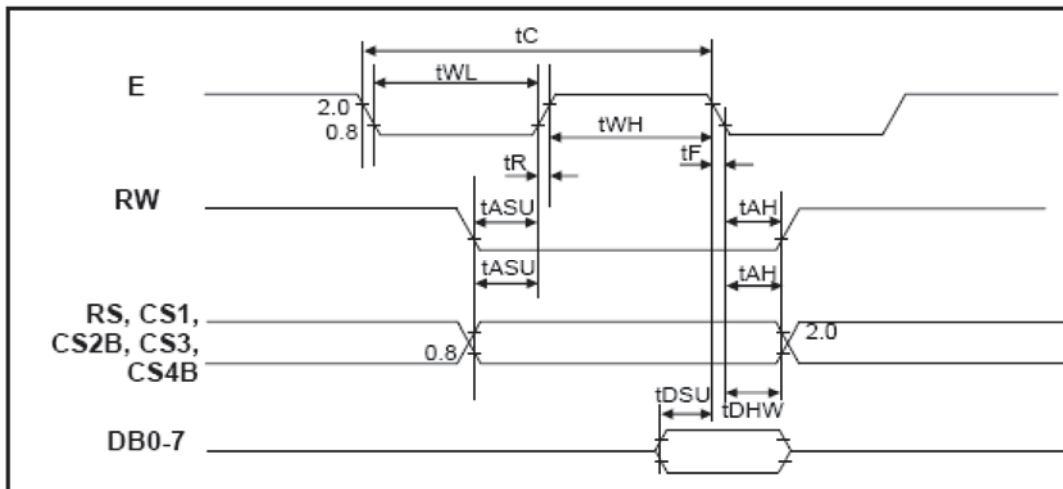 tC
tWL
E
2.0
0.8
tWH
tR
tF
RW
tASU
tAH
tASU
tAH
RS, CS1,
CS2B, CS3,
CS4B
0.8
2.0
tDSU
tDHW
DB0-7